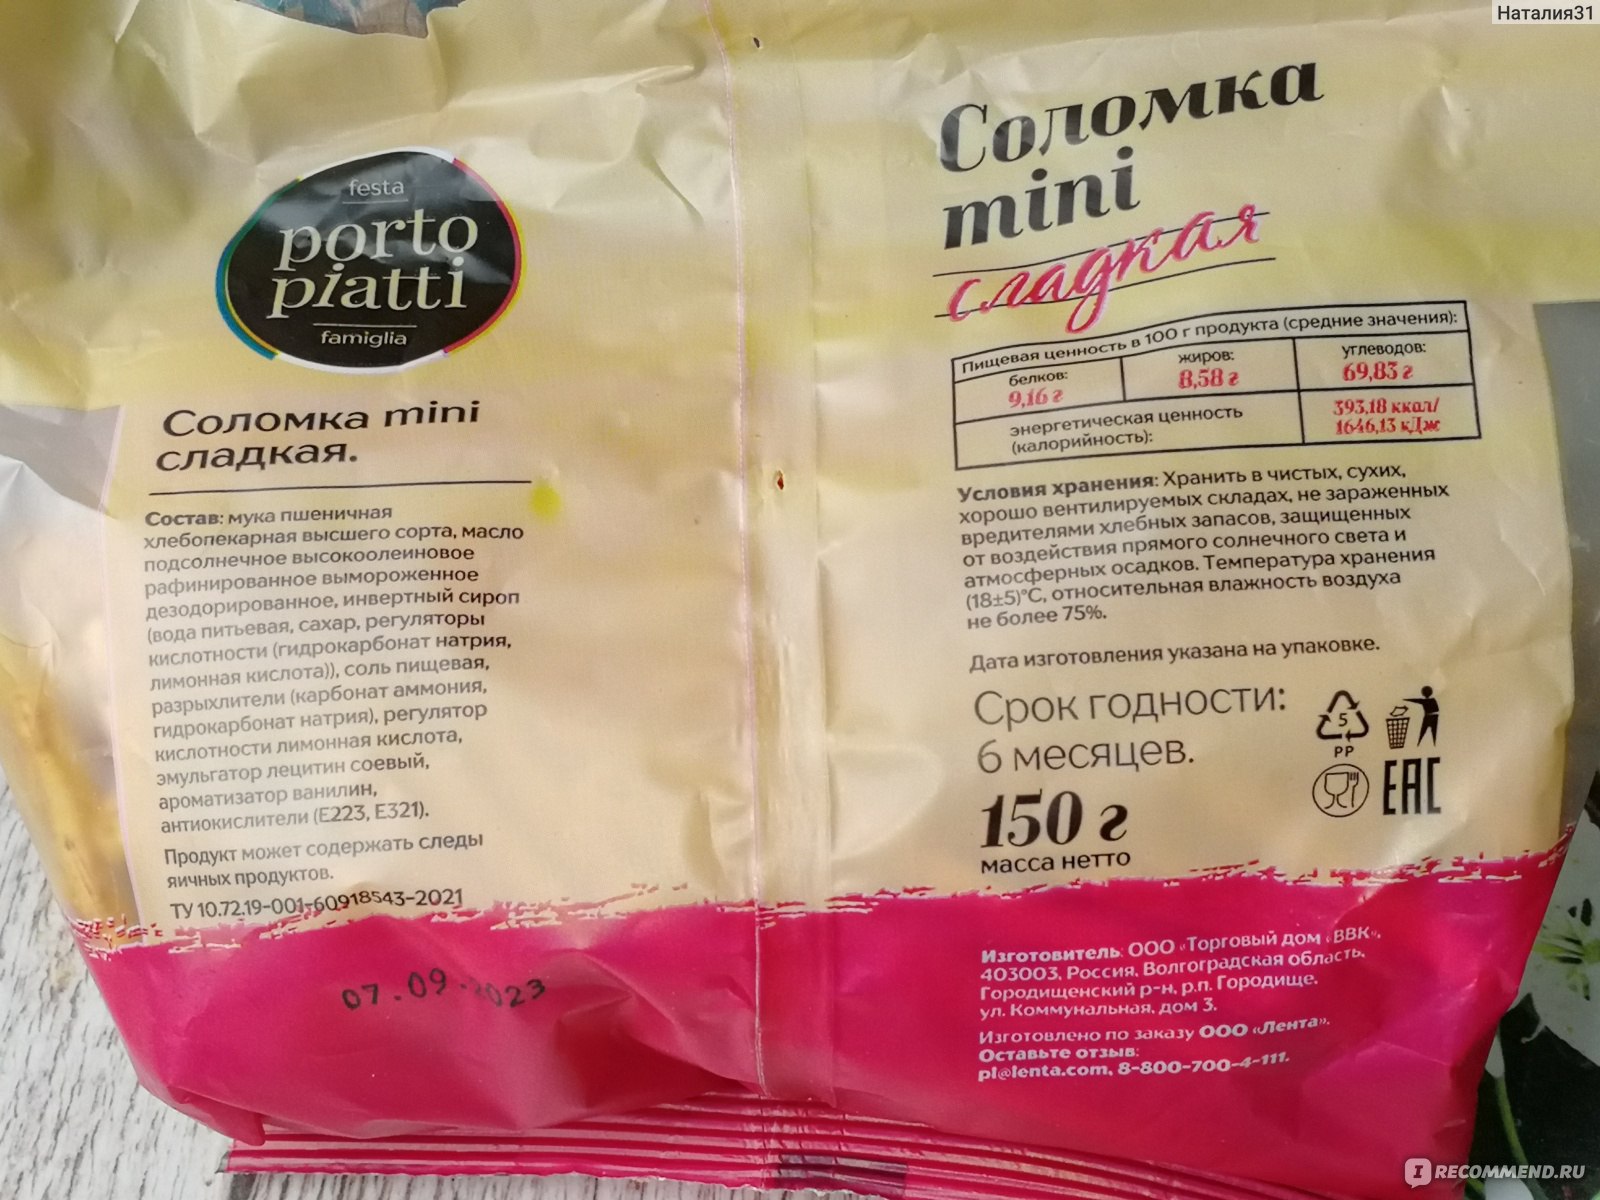 Наталия31
festa
porto
piatti
famiglia
Соломка mini
сладкая.
Состав: мука пшеничная
хлебопекарная высшего сорта, масло
подсолнечное высокоолеиновое
рафинированное вымороженное
дезодорированное, инвертный сироп
(вода питьевая, сахар, регуляторы
кислотности (гидрокарбонат натрия,
лимонная кислота)), соль пищевая,
разрыхлители (карбонат аммония,
гидрокарбонат натрия), регулятор
кислотности лимонная кислота,
эмульгатор лецитин соевый,
ароматизатор ванилин,
антиокислители (Е223, Е321).
Продукт может содержать следы
яичных продуктов.
ТУ 10.72.19-001-60918543-2021
07.09.2023
Соломка
mini
сладкая
Пищевая ценность в 100 г продукта (средние значения):
белков: жиров: углеводов:
9,16 г 8,58 г 69,83 г
энергетическая ценность 393,18 ккал/
(калорийность): 1646,13 кДж
Условия хранения: Хранить в чистых, сухих,
хорошо вентилируемых складах, не зараженных
вредителями хлебных запасов, защищенных
от воздействия прямого солнечного света и
атмосферных осадков. Температура хранения
(18±5)°С, относительная влажность воздуха
не более 75%.
Дата изготовления указана на упаковке.
Срок годности:
6 месяцев.
5
PP
EAC
150 г
масса нетто
Изготовитель: ООО «Торговый дом «ВВК»,
403003, Россия, Волгоградская область,
Городищенский р-н, р.п. Городище,
ул. Коммунальная, дом 3.
Изготовлено по заказу ООО «Лента».
Оставьте отзыв:
pl@lenta.com, 8-800-700-4-111.
IRECOMMEND.RU